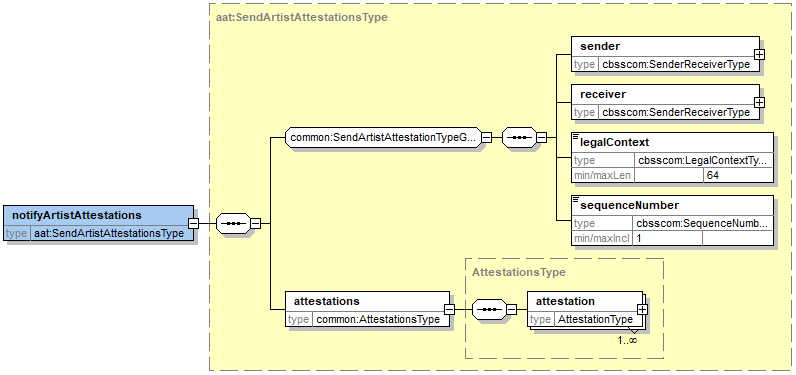 aat:SendArtistAttestationsType
sender
type cbsscom:SenderReceiverType
receiver
type cbsscom:SenderReceiverType
common:SendArtistAttestationTypeG...
legalContext
type cbsscom:LegalContextTy...
min/maxLen 64
sequenceNumber
type cbsscom:SequenceNumb...
min/maxIncl 1
notifyArtistAttestations
type aat:SendArtistAttestationsType
AttestationsType
attestations
type common:AttestationsType
attestation
type AttestationType
1..∞